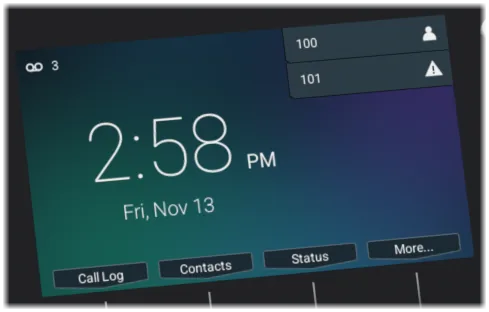 3
100
101
2:58 PM
Fri, Nov 13
Call Log
Contacts
Status
More...